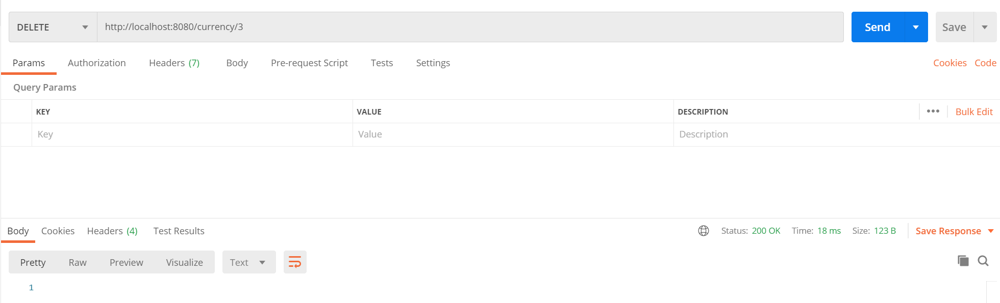 DELETE http://localhost:8080/currency/3 Send Save
Params Authorization Headers (7) Body Pre-request Script Tests Settings Cookies Code
Query Params
KEY VALUE DESCRIPTION ••• Bulk Edit
Key Value Description
Body Cookies Headers (4) Test Results Status: 200 OK Time: 18 ms Size: 123 B Save Response
Pretty Raw Preview Visualize Text
1